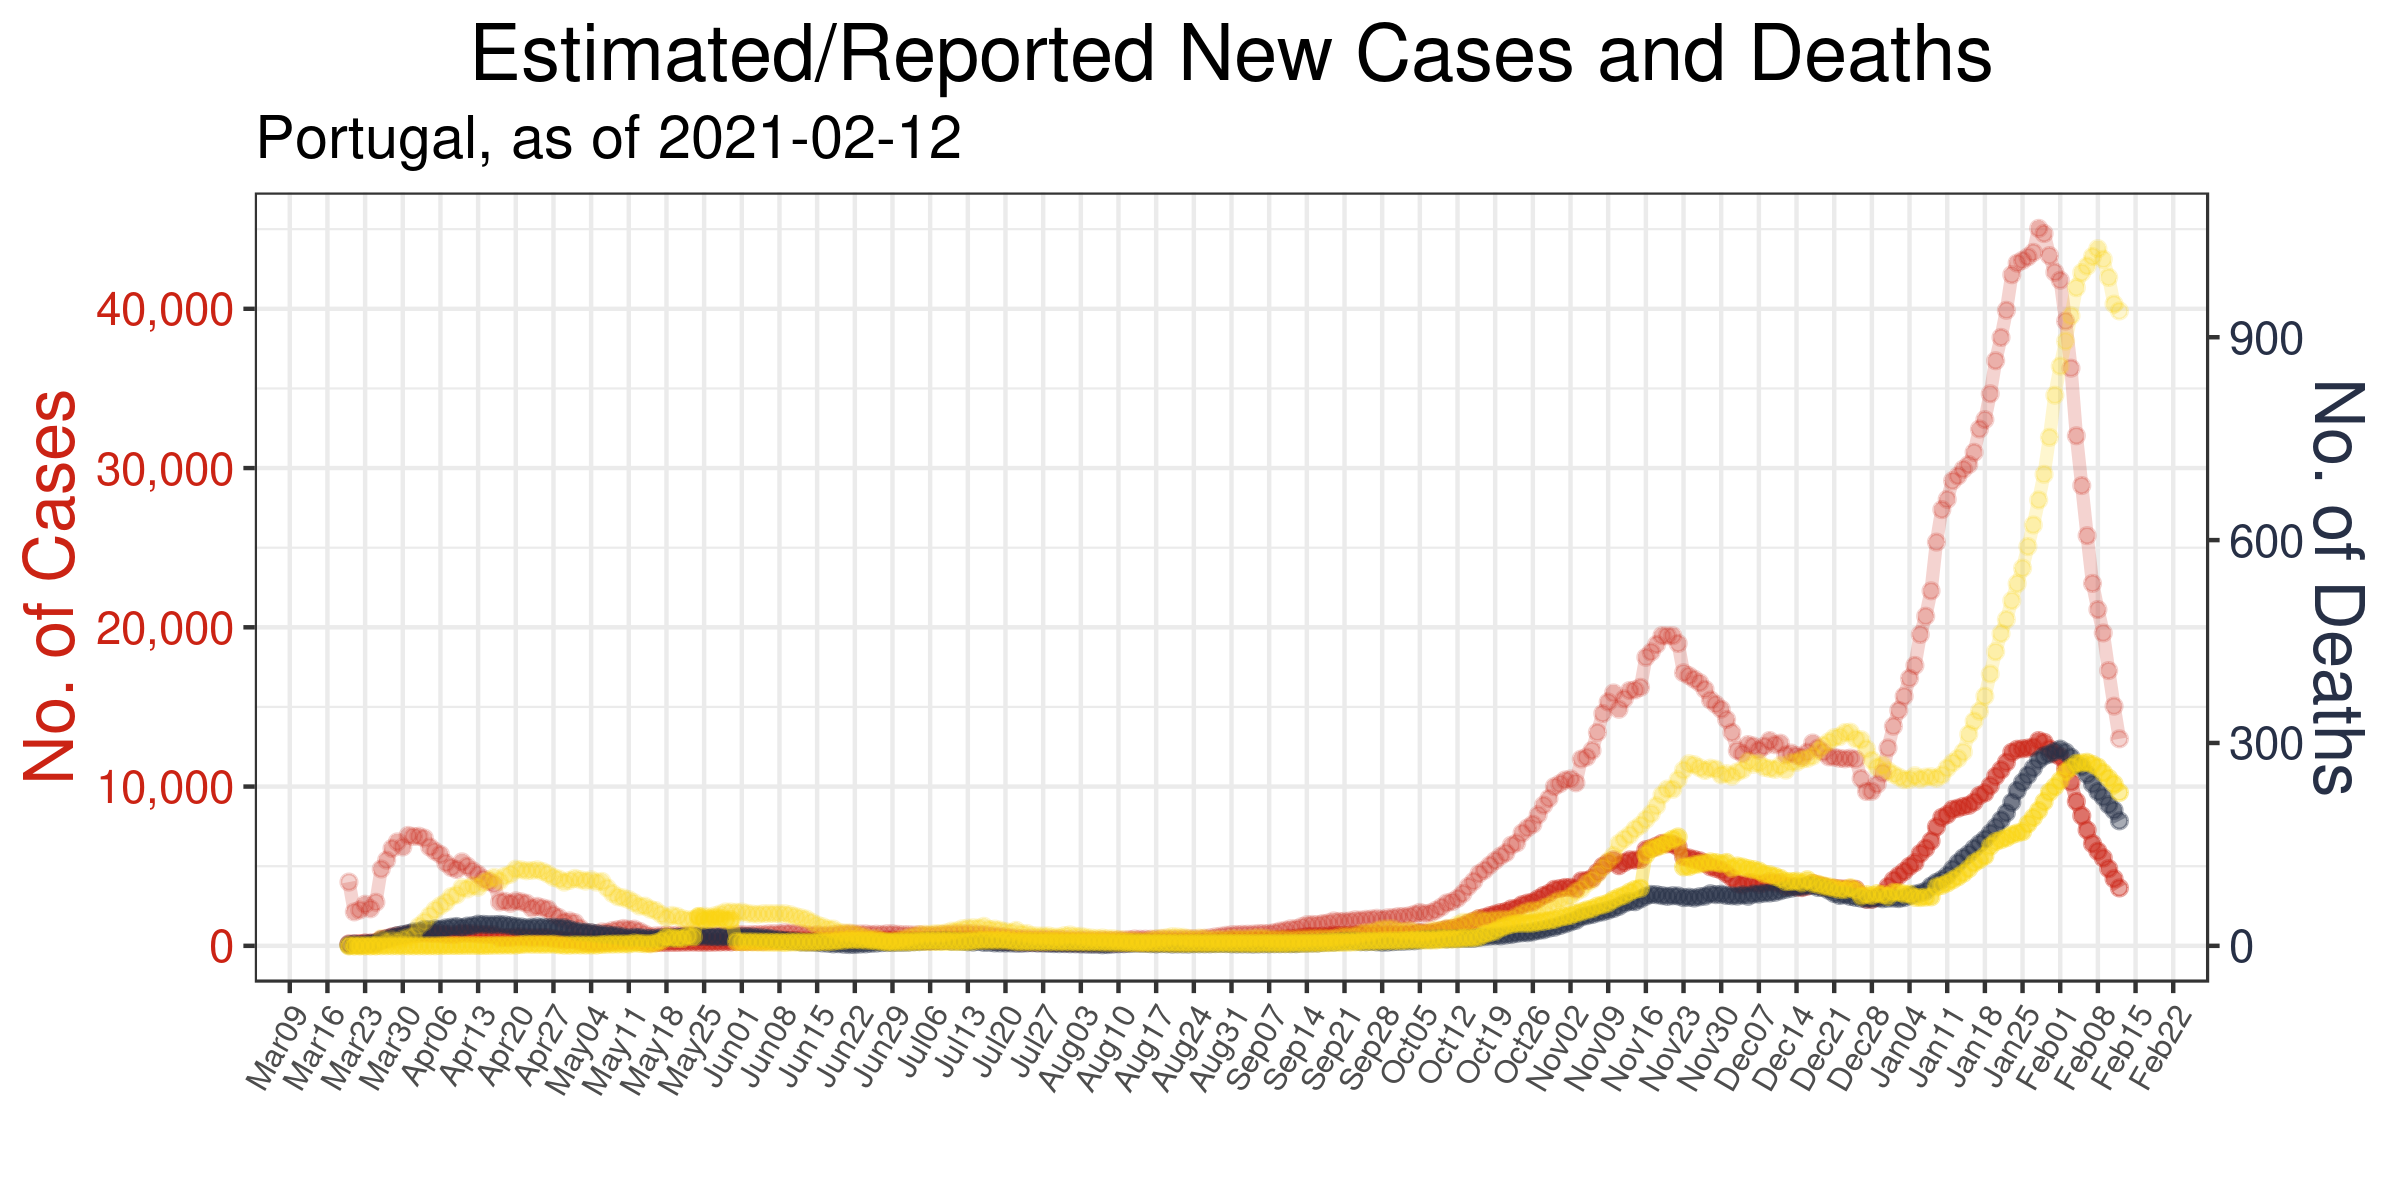 Estimated/Reported New Cases and Deaths
Portugal, as of 2021-02-12
No. of Cases
40,000
30,000
20,000
10,000
0
900
600
300
0
No. of Deaths
Mar09
Mar16
Mar23
Mar30
Apr06
Apr13
Apr20
Apr27
May04
May11
May18
May25
Jun01
Jun08
Jun15
Jun22
Jun29
Jul06
Jul13
Jul20
Jul27
Aug03
Aug10
Aug17
Aug24
Aug31
Sep07
Sep14
Sep21
Sep28
Oct05
Oct12
Oct19
Oct26
Nov02
Nov09
Nov16
Nov23
Nov30
Dec07
Dec14
Dec21
Dec28
Jan04
Jan11
Jan18
Jan25
Feb01
Feb08
Feb15
Feb22